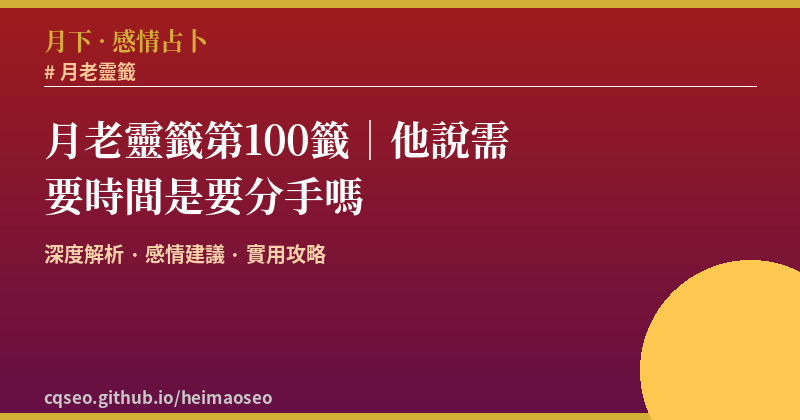 月下·感情占卜
# 月老靈籤
月老靈籤第100籤｜他說需
要時間是要分手嗎
深度解析·感情建議·實用攻略
cqseo.github.io/heimaoseo